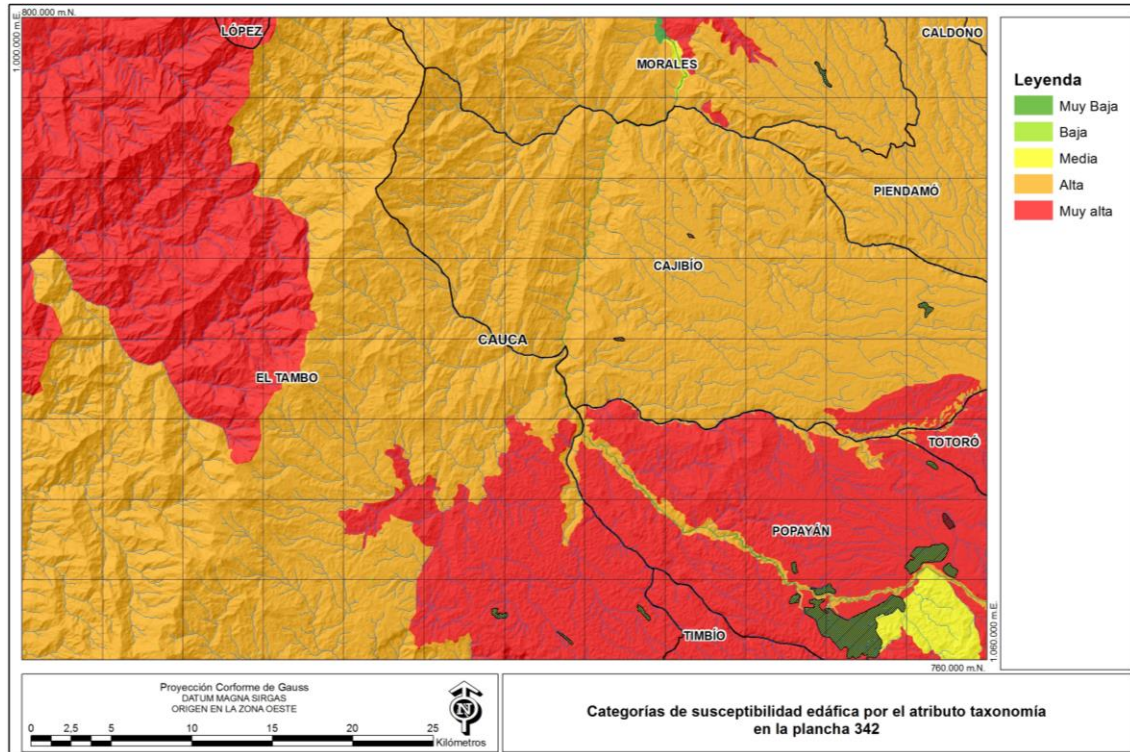 800.000 m.N.
1.000.000 m.E.
LÓPEZ
CALDONO
MORALES
PIENDAMÓ
CAJIBÍO
CAUCA
EL TAMBO
TOTORÓ
POPAYÁN
TIMBÍO
760.000 m.N.
1.060.000 m.E.
Leyenda
Muy Baja
Baja
Media
Alta
Muy alta
Proyección Corforme de Gauss
DATUM MAGNA SIRGAS
ORIGEN EN LA ZONA OESTE
N
0 2,5 5 10 15 20 25
Kilómetros
Categorías de susceptibilidad edáfica por el atributo taxonomía
en la plancha 342